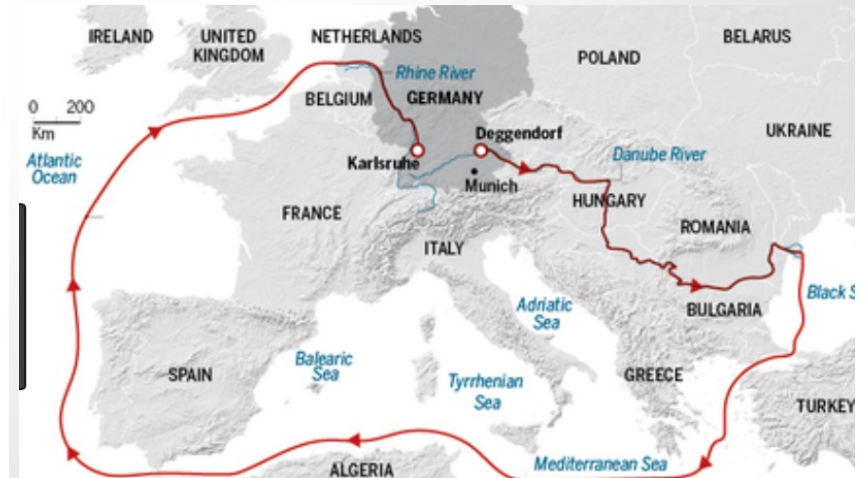 IRELAND
UNITED
KINGDOM
NETHERLANDS
BELARUS
POLAND
Rhine River
BELGIUM
GERMANY
0 200
Km
UKRAINE
Deggendorf
Atlantic
Ocean
Karlsruhe
Danube River
Munich
HUNGARY
FRANCE
ROMANIA
ITALY
Black S
Adriatic
Sea
BULGARIA
Balearic
Sea
SPAIN
Tyrrhenian
Sea
GREECE
TURKEY
Mediterranean Sea
ALGERIA